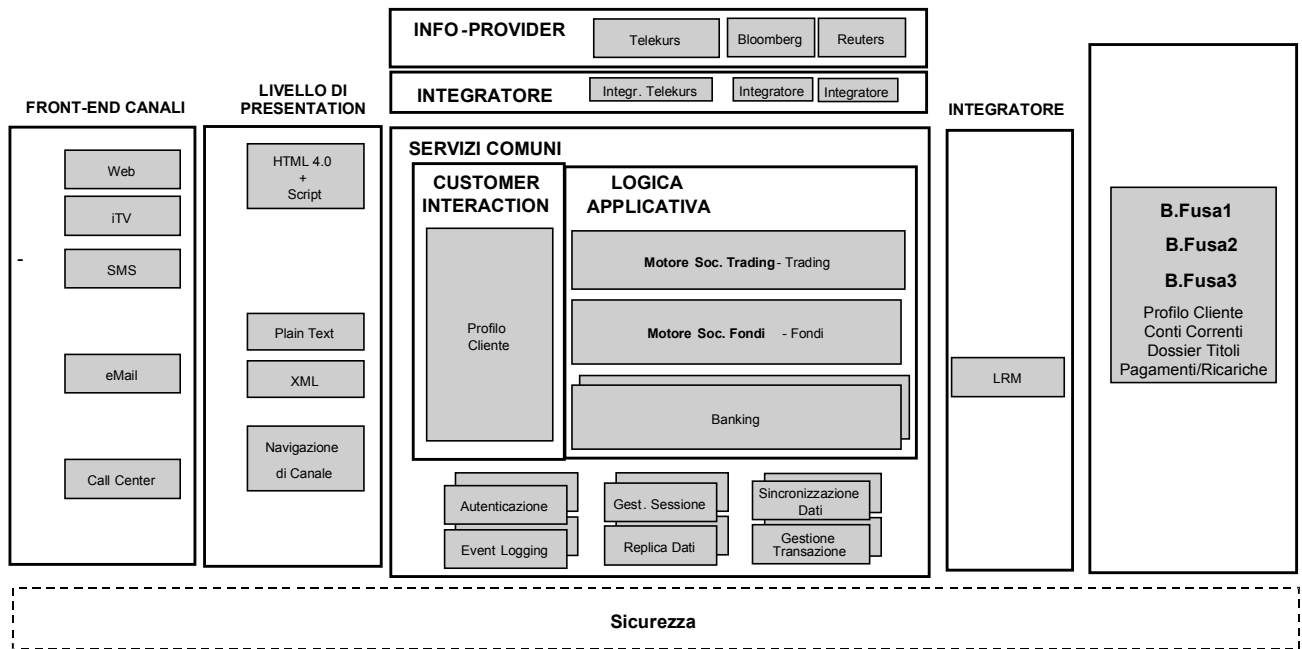 INFO-PROVIDER
Telekurs
Bloomberg
Reuters
INTEGRATORE
Integr. Telekurs
Integratore
Integratore
FRONT-END CANALI
Web
iTV
-
SMS
eMail
Call Center
LIVELLO DI
PRESENTATION
HTML 4.0
+
Script
Plain Text
XML
Navigazione
di Canale
SERVIZI COMUNI
CUSTOMER
INTERACTION
Profilo
Cliente
LOGICA
APPLICATIVA
Motore Soc. Trading - Trading
Motore Soc. Fondi - Fondi
Banking
Autenticazione
Gest. Sessione
Sincronizzazione
Dati
Event Logging
Replica Dati
Gestione
Transazione
INTEGRATORE
LRM
B.Fusa1
B.Fusa2
B.Fusa3
Profilo Cliente
Conti Correnti
Dossier Titoli
Pagamenti/Ricariche
Sicurezza